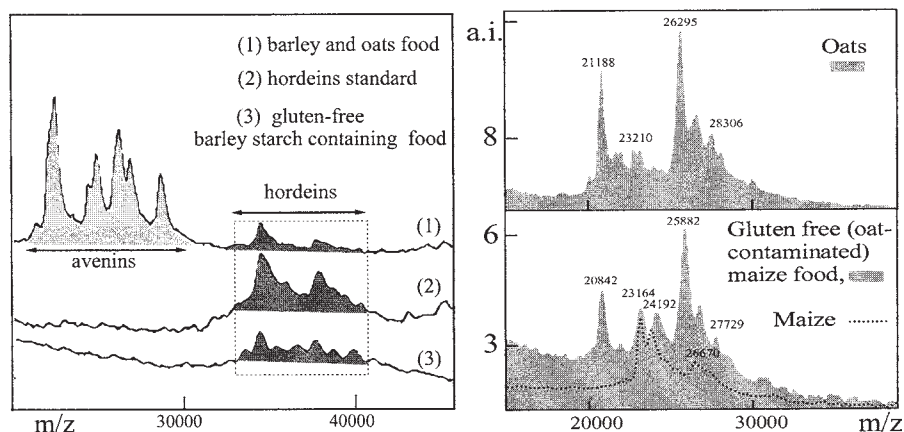 (1) barley and oats food
(2) hordeins standard
(3) gluten-free
barley starch containing food
hordeins
(1)
avenins
(2)
(3)
m/z
30000
40000
a.i.
26295
Oats
21188
23210
28306
8
6
25882
Gluten free (oat-
contaminated)
maize food,
20842
23164
24192
27729
Maize
26670
3
20000
30000
m/z